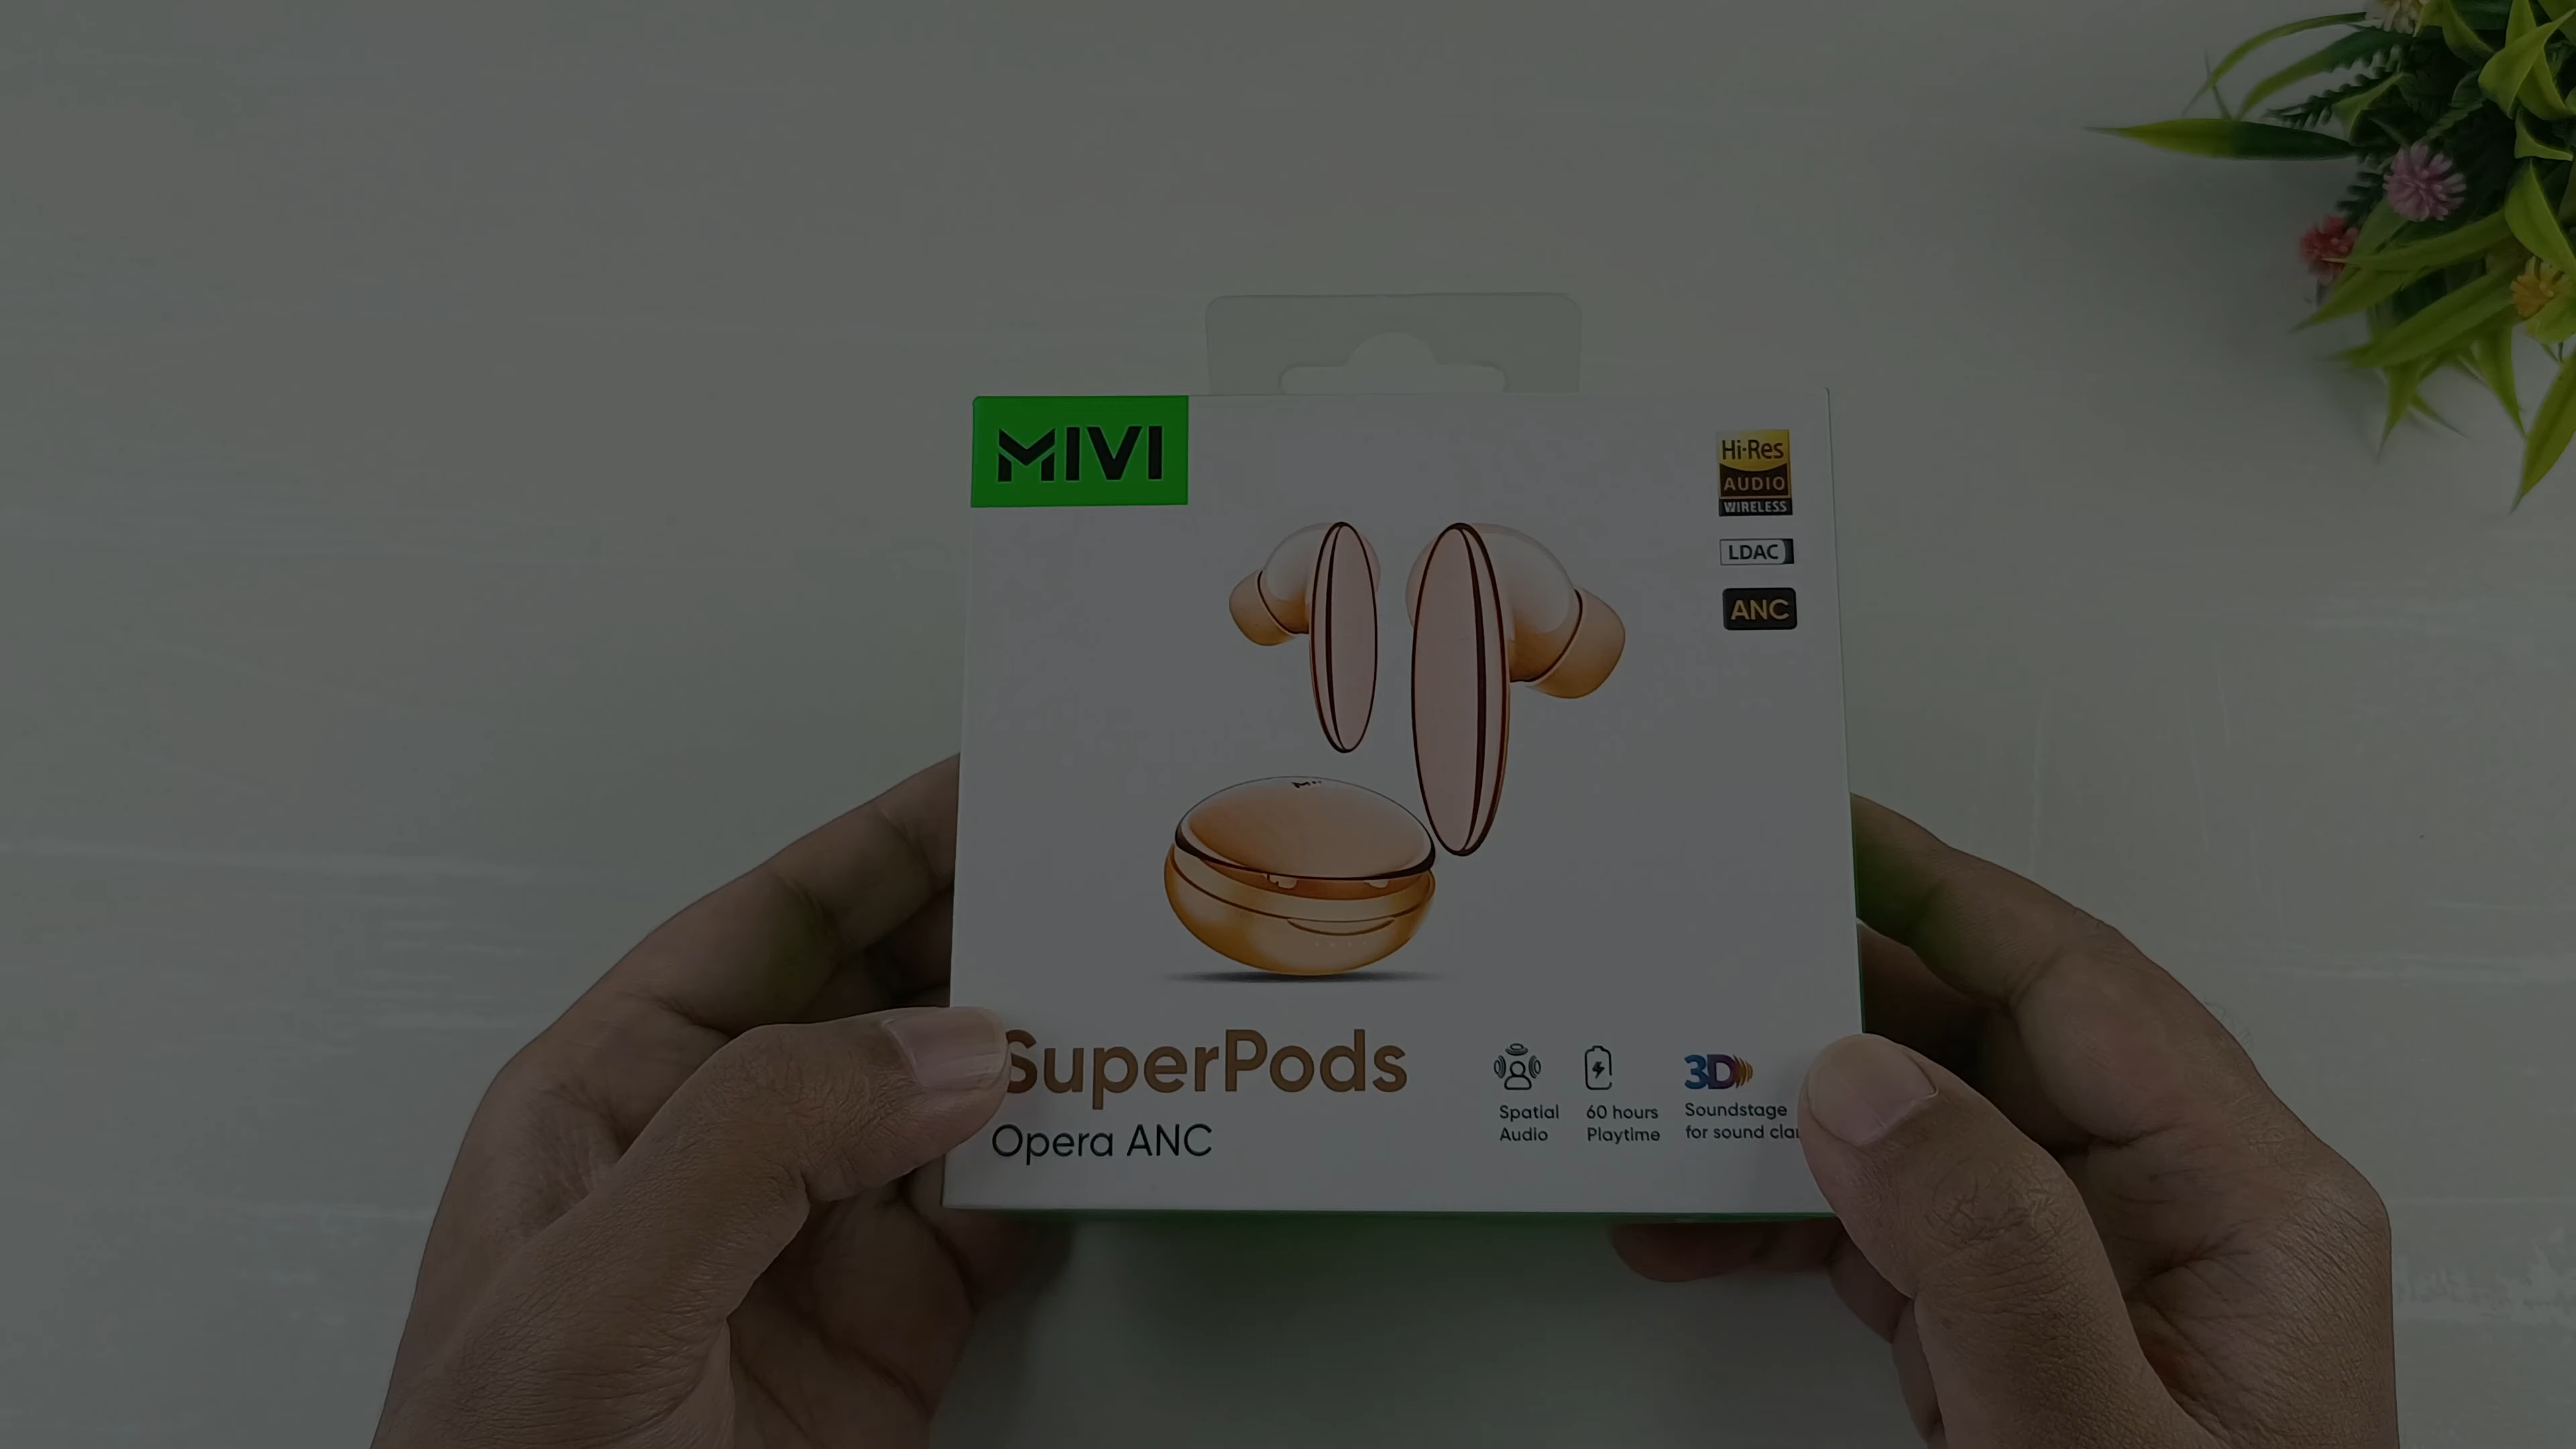 MIVI
Hi-Res
AUDIO
WIRELESS
LDAC
ANC
SuperPods
Opera ANC
Spatial
Audio
60 hours
Playtime
3D
Soundstage
for sound